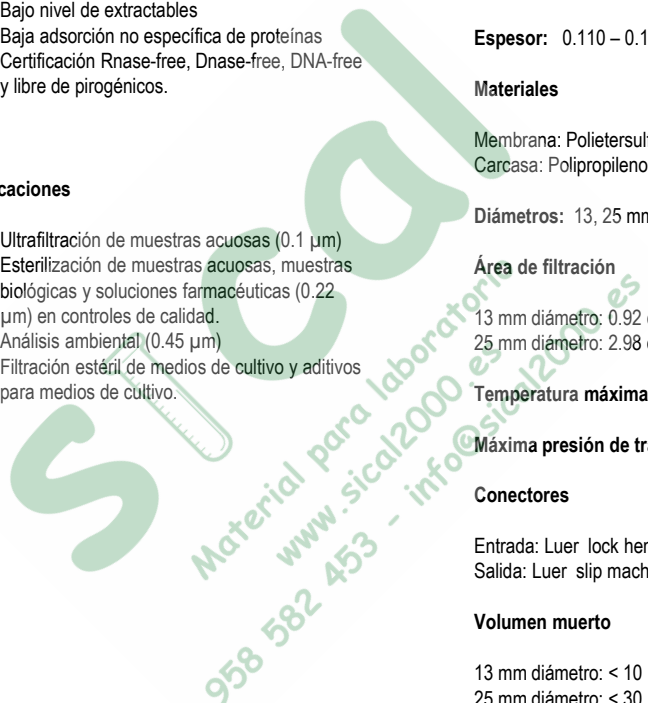 Bajo nivel de extractables
Baja adsorción no específica de proteínas
Certificación Rnase-free, Dnase-free, DNA-free
y libre de pirogénicos.
caciones
Ultrafiltración de muestras acuosas (0.1 µm)
Esterilización de muestras acuosas, muestras
biológicas y soluciones farmacéuticas (0.22
µm) en controles de calidad.
Análisis ambiental (0.45 µm)
Filtración estéril de medios de cultivo y aditivos
para medios de cultivo.
Espesor: 0.110 – 0.1
Materiales
Membrana: Polietersul
Carcasa: Polipropileno
Diámetros: 13, 25 mm
Área de filtración
13 mm diámetro: 0.92
25 mm diámetro: 2.98
Temperatura máxima
Máxima presión de tra
Conectores
Entrada: Luer lock her
Salida: Luer slip mach
Volumen muerto
13 mm diámetro: < 10
25 mm diámetro: < 30
sical
Material para laboratorio
www.sical2000.es
958 582 453 - info@sical2000.es